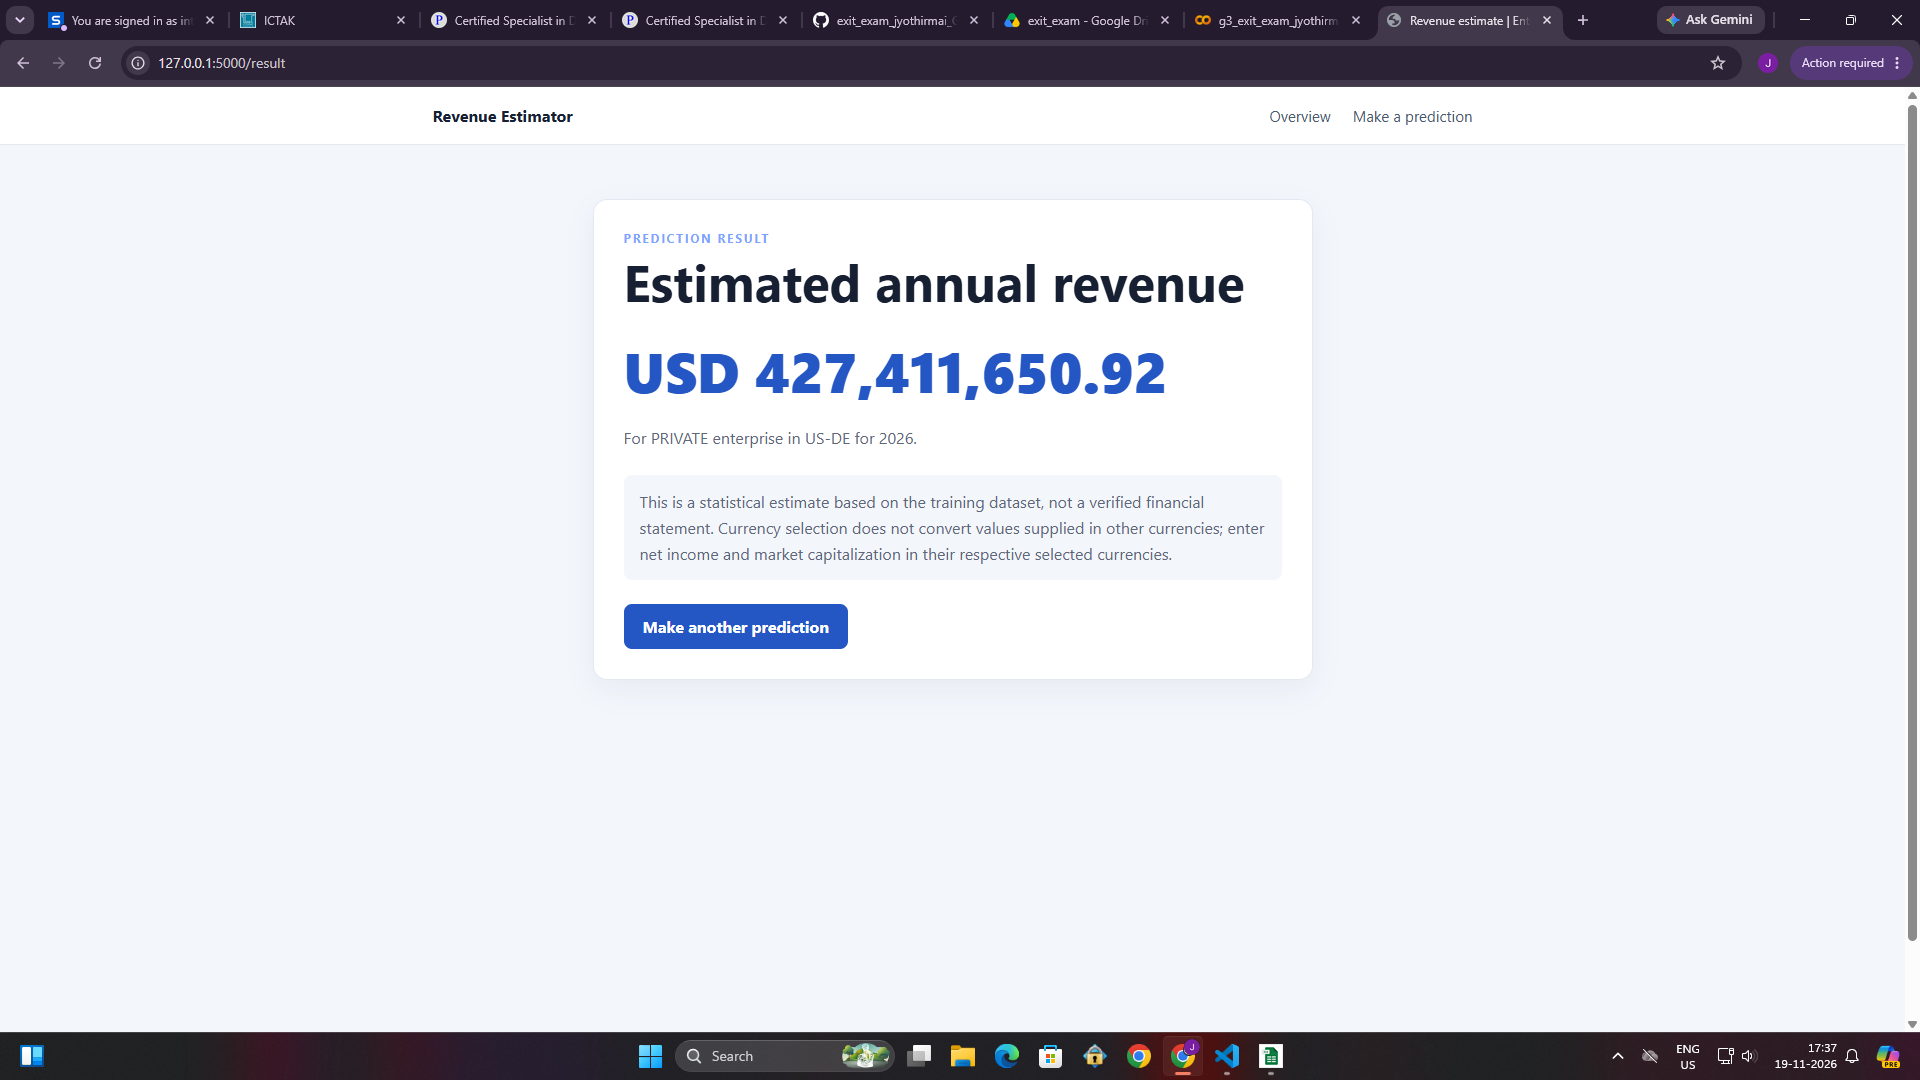 You are signed in as in
ICTAK
Certified Specialist in D
Certified Specialist in D
exit_exam_jyothirmai_
exit_exam - Google Dri
g3_exit_exam_jyothirm
Revenue estimate | Ent
Ask Gemini
127.0.0.1:5000/result
J
Action required
Revenue Estimator
Overview
Make a prediction
PREDICTION RESULT
Estimated annual revenue
USD 427,411,650.92
For PRIVATE enterprise in US-DE for 2026.
This is a statistical estimate based on the training dataset, not a verified financial
statement. Currency selection does not convert values supplied in other currencies; enter
net income and market capitalization in their respective selected currencies.
Make another prediction
Search
J
ENG
US
17:37
19-11-2026
PRE